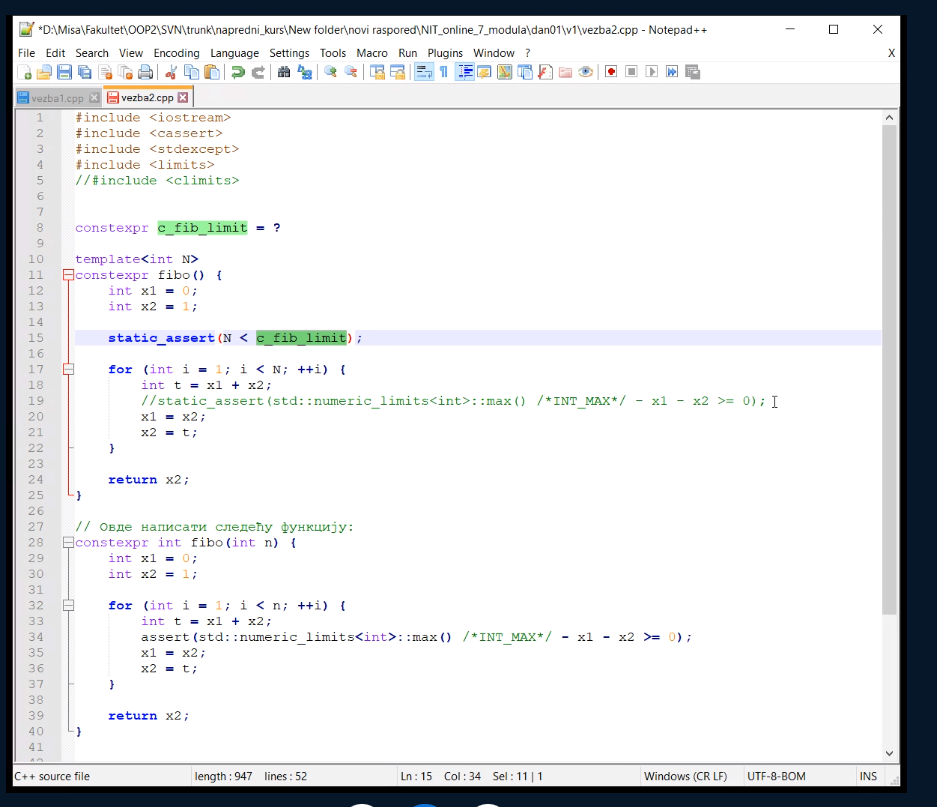 *D:\Misa\Fakultet\OOP2\SVN\trunk\napredni_kurs\New folder\novi raspored\NIT_online_7_modula\dan01\v1\vezba2.cpp - Notepad++
File Edit Search View Encoding Language Settings Tools Macro Run Plugins Window ? X
vezba1.cpp vezba2.cpp
1 #include <iostream>
2 #include <cassert>
3 #include <stdexcept>
4 #include <limits>
5 //#include <climits>
6
7
8 constexpr c_fib_limit = ?
9
10 template<int N>
11 constexpr fibo() {
12 int x1 = 0;
13 int x2 = 1;
14
15 static_assert(N < c_fib_limit);
16
17 for (int i = 1; i < N; ++i) {
18 int t = x1 + x2;
19 //static_assert(std::numeric_limits<int>::max() /*INT_MAX*/ - x1 - x2 >= 0);
20 x1 = x2;
21 x2 = t;
22 }
23
24 return x2;
25 }
26
27 // Овде написати следећу функцију:
28 constexpr int fibo(int n) {
29 int x1 = 0;
30 int x2 = 1;
31
32 for (int i = 1; i < n; ++i) {
33 int t = x1 + x2;
34 assert(std::numeric_limits<int>::max() /*INT_MAX*/ - x1 - x2 >= 0);
35 x1 = x2;
36 x2 = t;
37 }
38
39 return x2;
40 }
41
C++ source file length : 947 lines : 52 Ln : 15 Col : 34 Sel : 11 | 1 Windows (CR LF) UTF-8-BOM INS